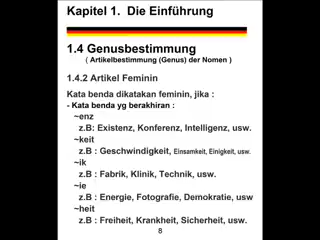 Kapitel 1.  Die Einführung
1.4 Genusbestimmung
( Artikelbestimmung (Genus) der Nomen )
1.4.2 Artikel Feminin
Kata benda dikatakan feminin, jika :
- Kata benda yg berakhiran :
~enz
z.B: Existenz, Konferenz, Intelligenz, usw.
~keit
z.B : Geschwindigkeit, Einsamkeit, Einigkeit, usw.
~ik
z.B : Fabrik, Klinik, Technik, usw.
~ie
z.B : Energie, Fotografie, Demokratie, usw
~heit
z.B : Freiheit, Krankheit, Sicherheit, usw.
8